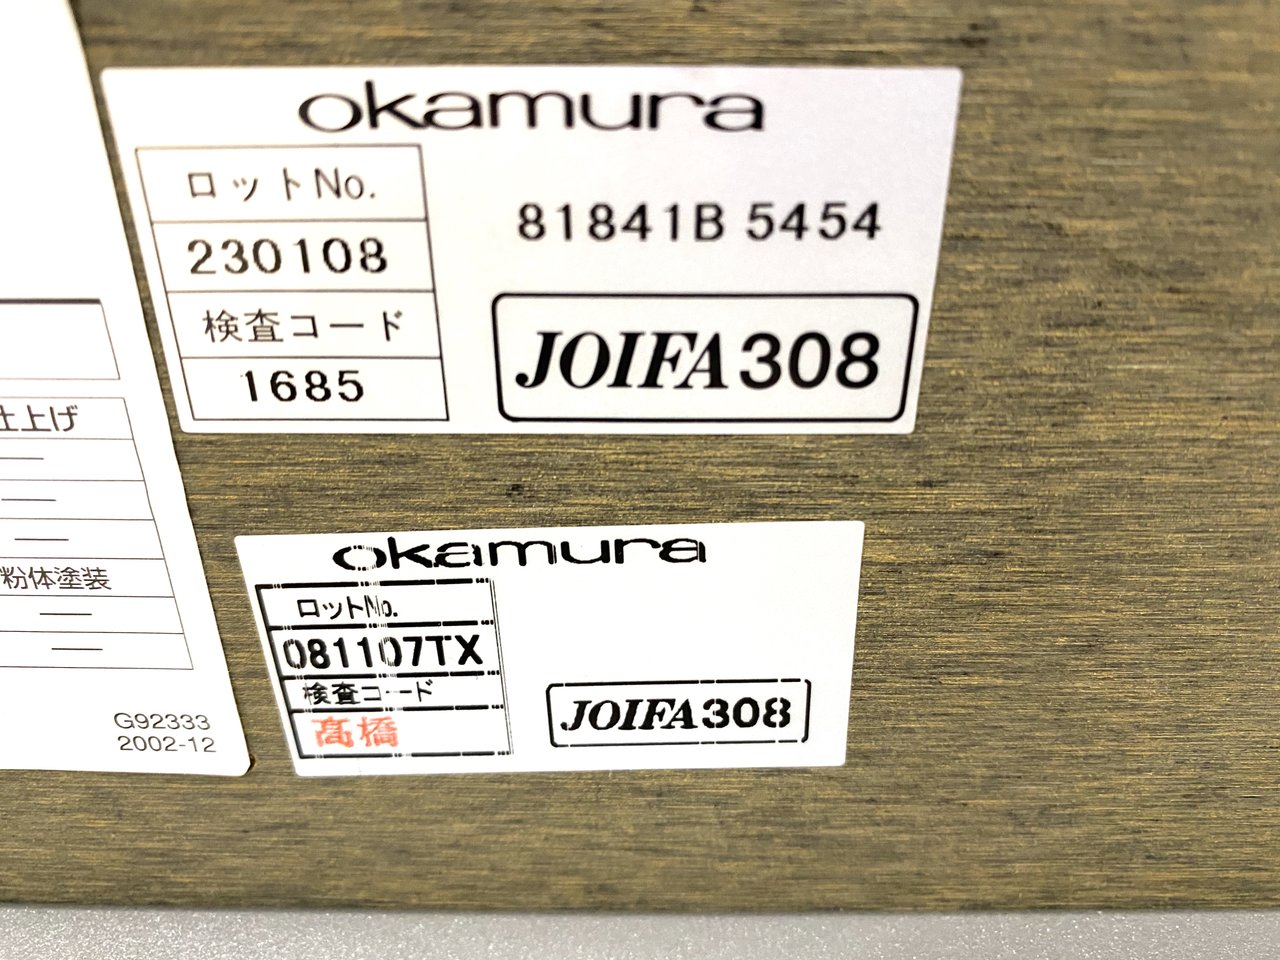 okamura
ロットNo.
230108
検査コード
1685
81841B 5454
JOIFA308
okamura
ロットNo.
081107TX
検査コード
髙橋
JOIFA308
仕上げ
粉体塗装
G92333
2002-12